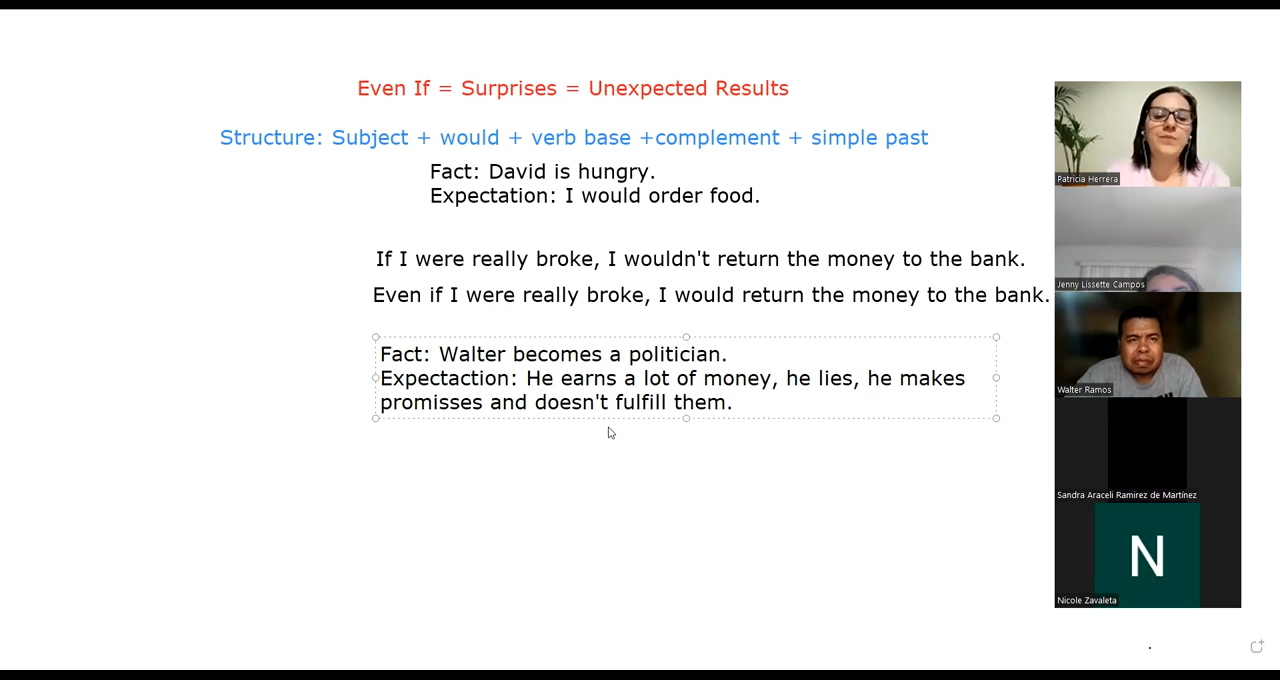 Even If = Surprises = Unexpected Results
Structure: Subject + would + verb base +complement + simple past
Fact: David is hungry.
Expectation: I would order food.
If I were really broke, I wouldn't return the money to the bank.
Even if I were really broke, I would return the money to the bank.
Fact: Walter becomes a politician.
Expectaction: He earns a lot of money, he lies, he makes
promisses and doesn't fulfill them.
Patricia Herrera
Jenny Lissette Campos
Walter Ramos
Sandra Araceli Ramirez de Martínez
N
Nicole Zavaleta